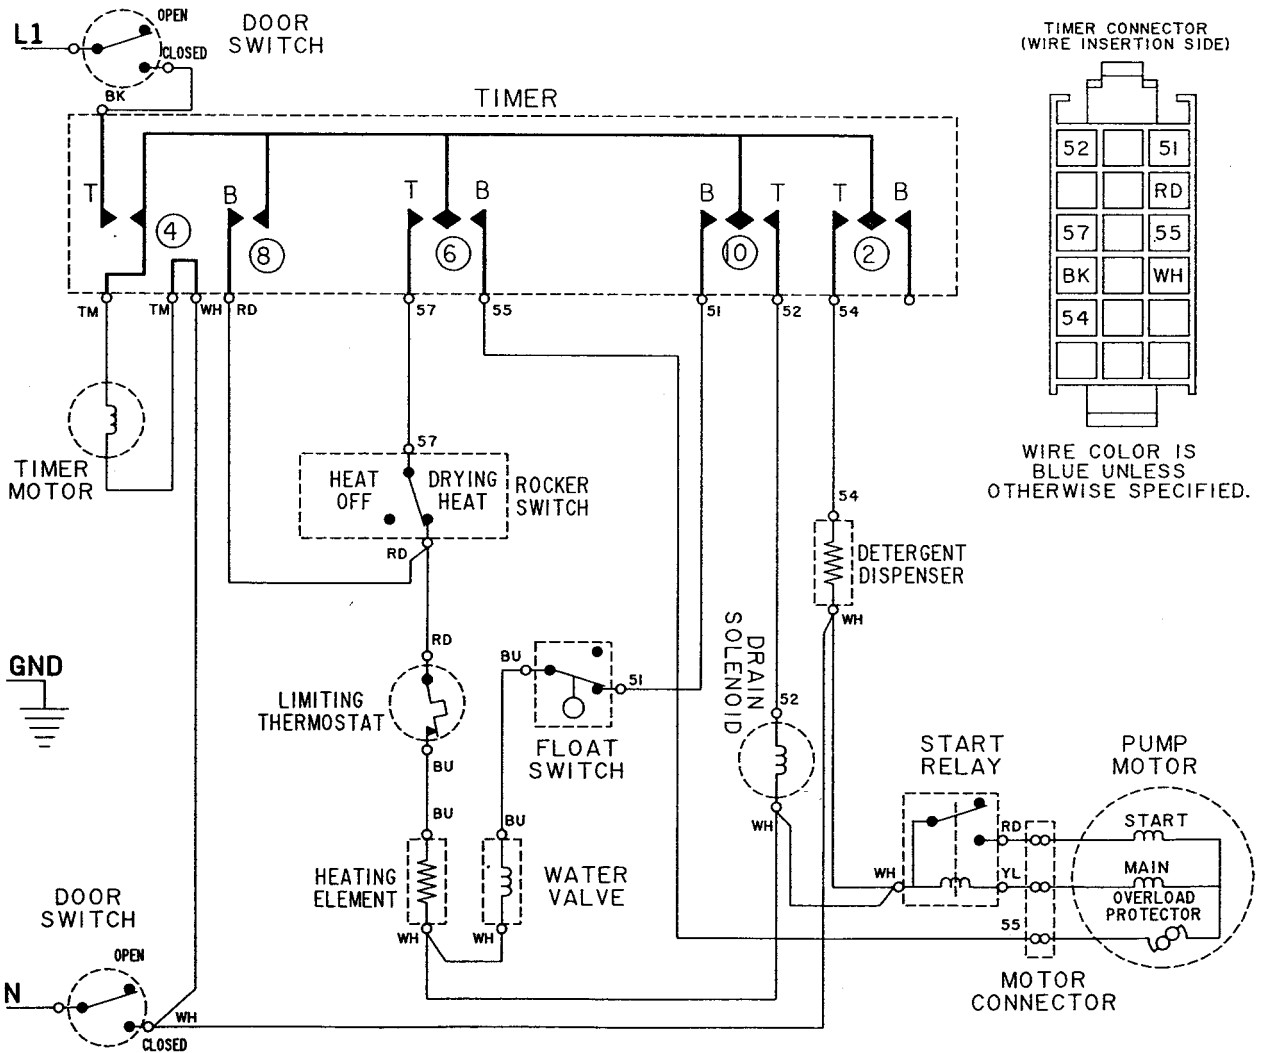 L1
OPEN
DOOR
SWITCH
CLOSED
BK
TIMER
TIMER CONNECTOR
(WIRE INSERTION SIDE)
52 51
RD
57 55
BK WH
54
WIRE COLOR IS
BLUE UNLESS
OTHERWISE SPECIFIED.
T B T B B T T B
4 8 6 10 2
TM TM WH RD 57 55 51 52 54
TIMER
MOTOR
57
HEAT
OFF
DRYING
HEAT
ROCKER
SWITCH
RD
54
DETERGENT
DISPENSER
WH
GND
RD
LIMITING
THERMOSTAT
BU
BU
51
FLOAT
SWITCH
DRAIN
SOLENOID
52
WH
BU
BU
HEATING
ELEMENT
WATER
VALVE
WH
WH
START
RELAY
PUMP
MOTOR
RD
START
WH
YL
MAIN
OVERLOAD
PROTECTOR
55
MOTOR
CONNECTOR
DOOR
SWITCH
OPEN
N
WH
CLOSED